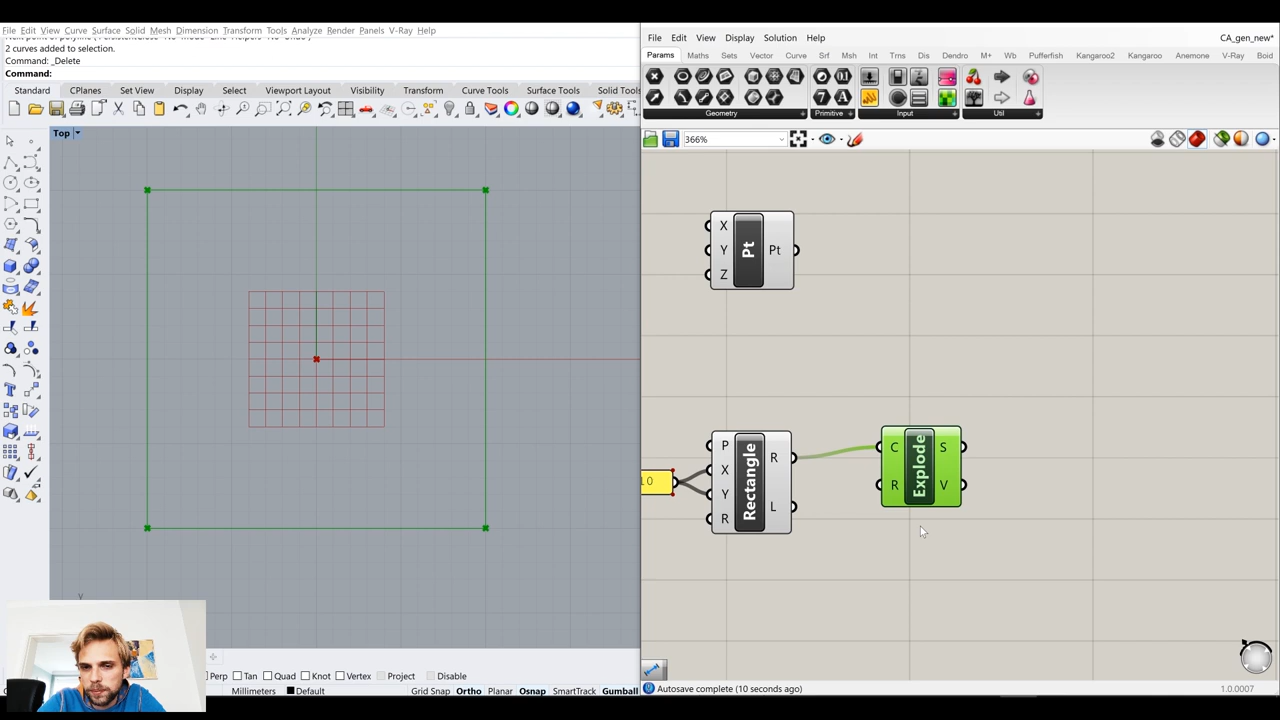 File Edit View Curve Surface Solid Mesh Dimension Transform Tools Analyze Render Panels V-Ray Help
2 curves added to selection.
Command: _Delete
Command:
Standard CPlanes Set View Display Select Viewport Layout Visibility Transform Curve Tools Surface Tools Solid Tools
Top
y
Perp Tan Quad Knot Vertex Project Disable
Millimeters Default Grid Snap Ortho Planar Osnap SmartTrack Gumball
File Edit View Display Solution Help CA_gen_new*
Params Maths Sets Vector Curve Srf Msh Int Trns Dis Dendro M+ Wb Pufferfish Kangaroo2 Kangaroo Anemone V-Ray Boid
Geometry Primitive Input Util
366%
X
Y
Z
Pt
Pt
P
X
Y
R
Rectangle
R
L
C
R
Explode
S
V
Autosave complete (10 seconds ago) 1.0.0007